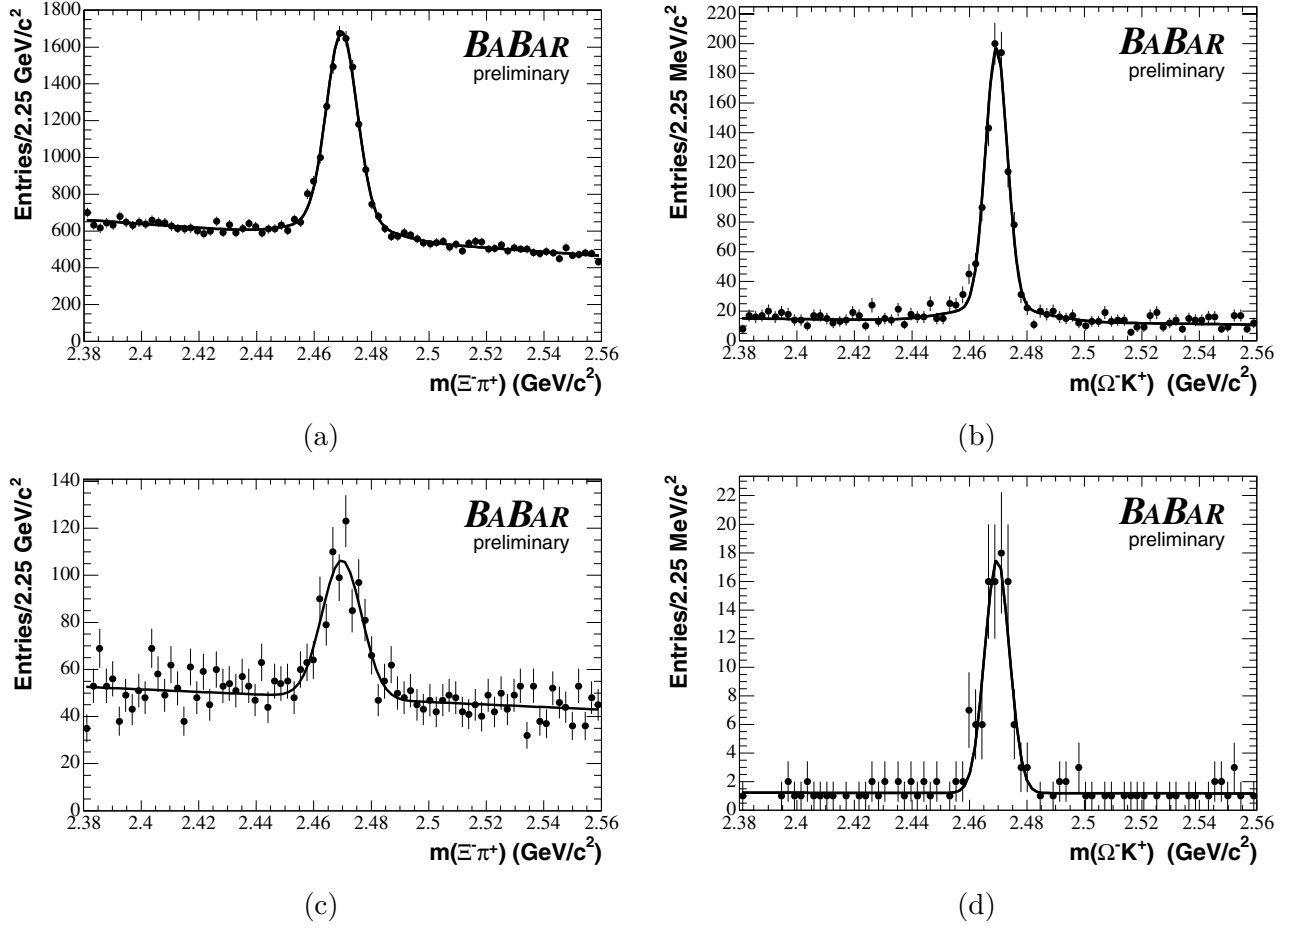 Entries/2.25 GeV/c²
1800
1600
1400
1200
1000
800
600
400
200
0
BABAR
preliminary
2.38 2.4 2.42 2.44 2.46 2.48 2.5 2.52 2.54 2.56
m(Ξ⁻π⁺) (GeV/c²)
(a)
Entries/2.25 MeV/c²
220
200
180
160
140
120
100
80
60
40
20
0
BABAR
preliminary
2.38 2.4 2.42 2.44 2.46 2.48 2.5 2.52 2.54 2.56
m(Ω⁻K⁺) (GeV/c²)
(b)
Entries/2.25 GeV/c²
140
120
100
80
60
40
20
0
BABAR
preliminary
2.38 2.4 2.42 2.44 2.46 2.48 2.5 2.52 2.54 2.56
m(Ξ⁻π⁺) (GeV/c²)
(c)
Entries/2.25 MeV/c²
22
20
18
16
14
12
10
8
6
4
2
0
BABAR
preliminary
2.38 2.4 2.42 2.44 2.46 2.48 2.5 2.52 2.54 2.56
m(Ω⁻K⁺) (GeV/c²)
(d)